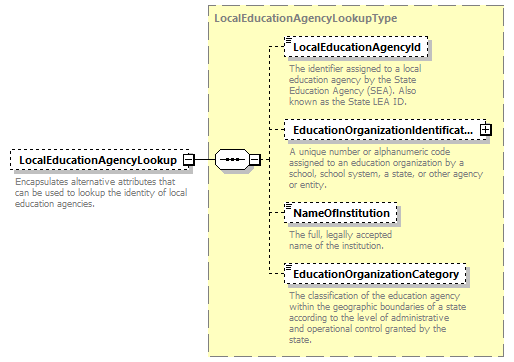 LocalEducationAgencyLookupType
LocalEducationAgencyId
The identifier assigned to a local
education agency by the State
Education Agency (SEA). Also
known as the State LEA ID.
EducationOrganizationIdentificat...
A unique number or alphanumeric code
assigned to an education organization by a
school, school system, a state, or other agency
or entity.
LocalEducationAgencyLookup
Encapsulates alternative attributes that
can be used to lookup the identity of local
education agencies.
NameOfInstitution
The full, legally accepted
name of the institution.
EducationOrganizationCategory
The classification of the education agency
within the geographic boundaries of a state
according to the level of administrative
and operational control granted by the
state.